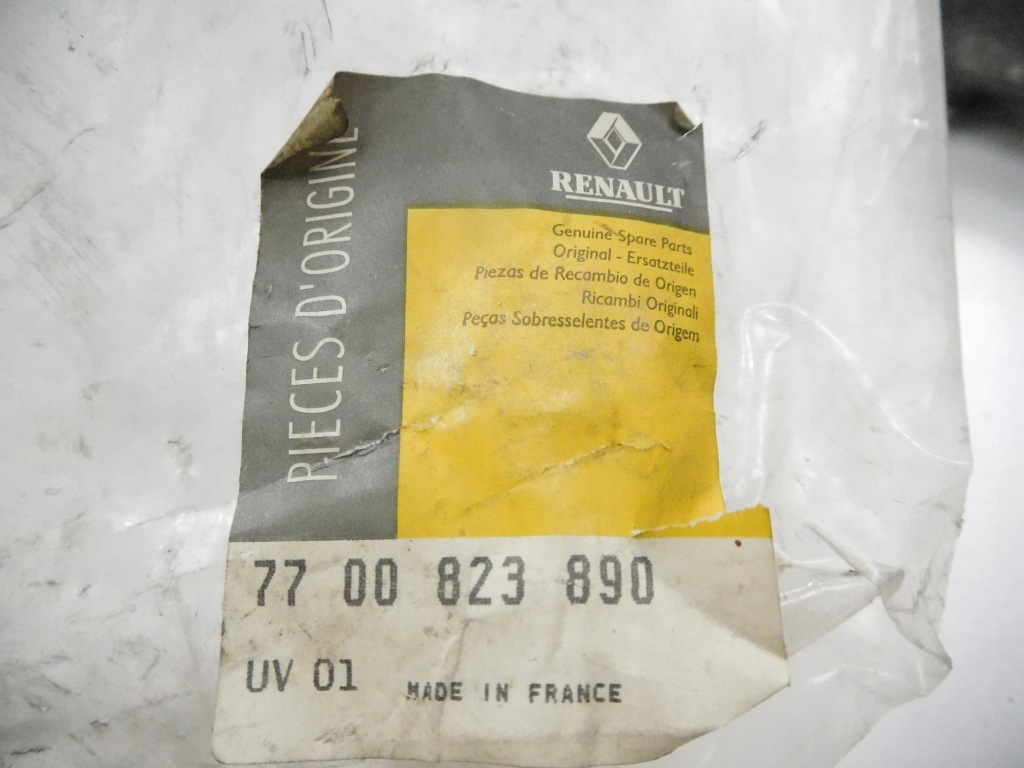 PIECES D'ORIGINE
RENAULT
Genuine Spare Parts
Original - Ersatzteile
Piezas de Recambio de Origen
Ricambi Originali
Peças Sobresselentes de Origem
77 00 823 890
UV 01
MADE IN FRANCE